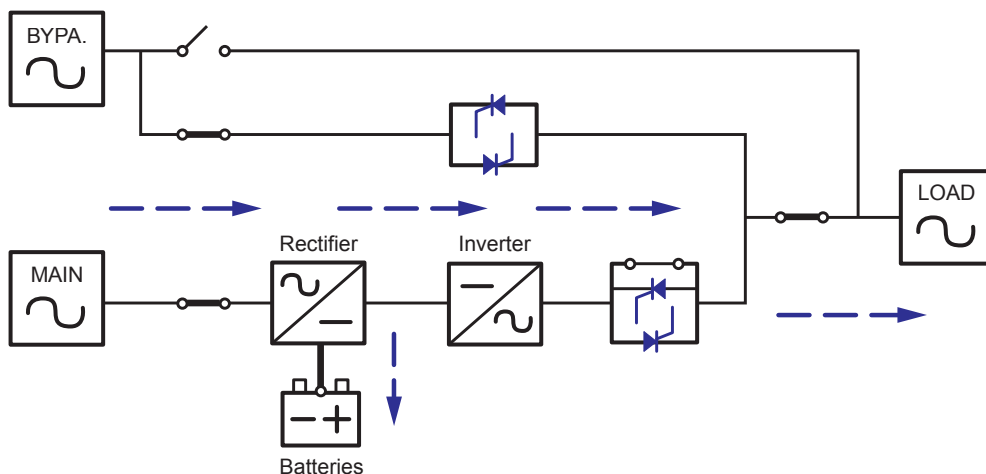 BYPA.
LOAD
Rectifier
Inverter
MAIN
Batteries